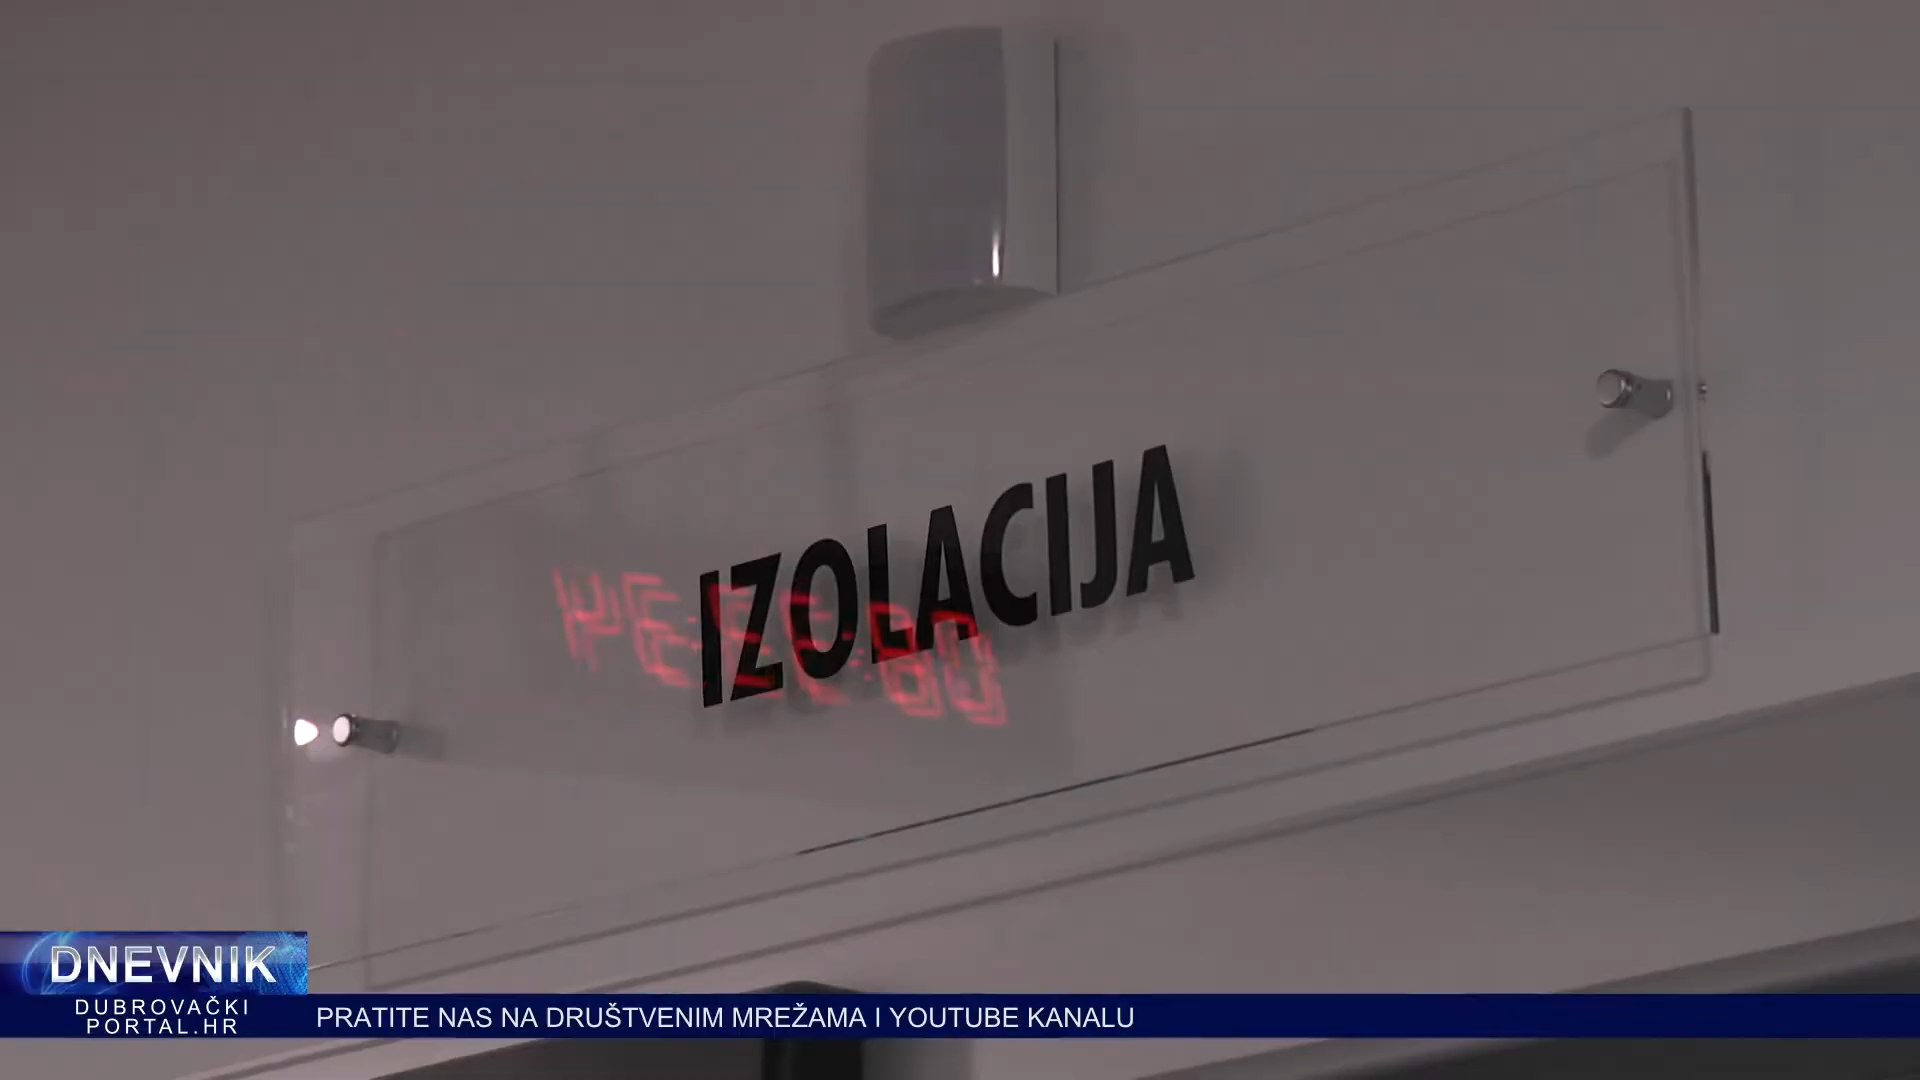 IZOLACIJA
DNEVNIK
DUBROVAČKI
PORTAL.HR
PRATITE NAS NA DRUŠTVENIM MREŽAMA I YOUTUBE KANALU